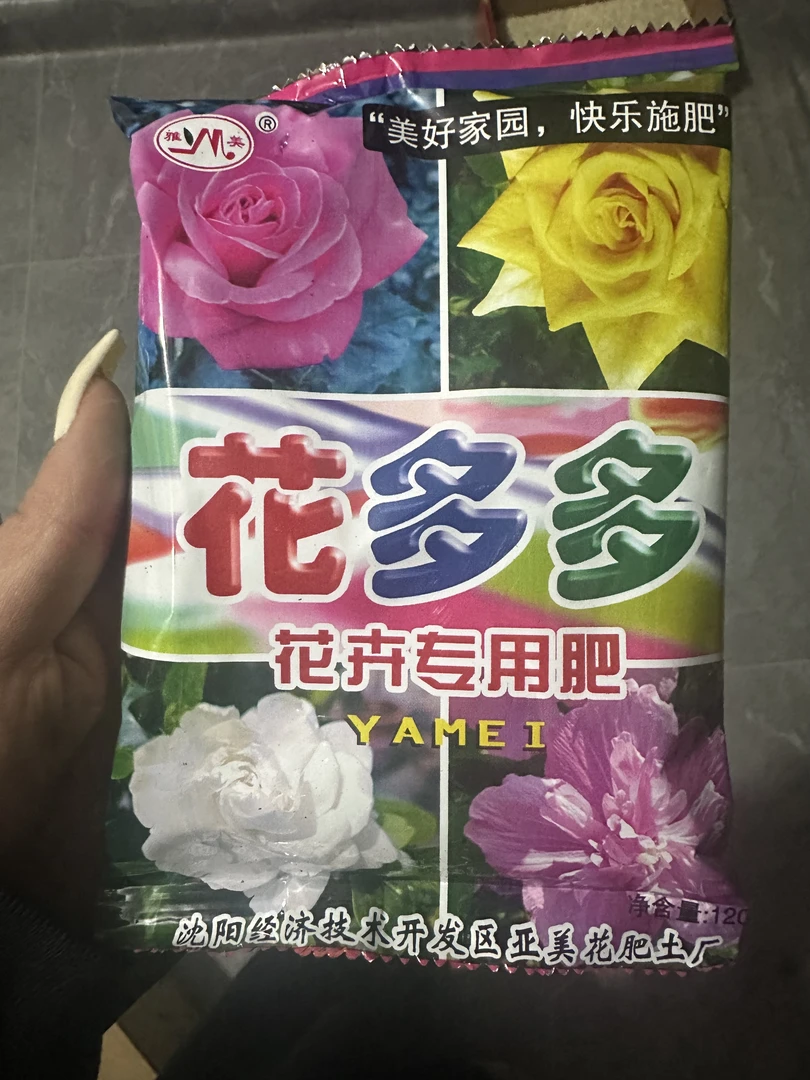 雅美
®
“美好家园，快乐施肥”
花多多
花卉专用肥
YAMEI
净含量:120
沈阳经济技术开发区亚美花肥土厂